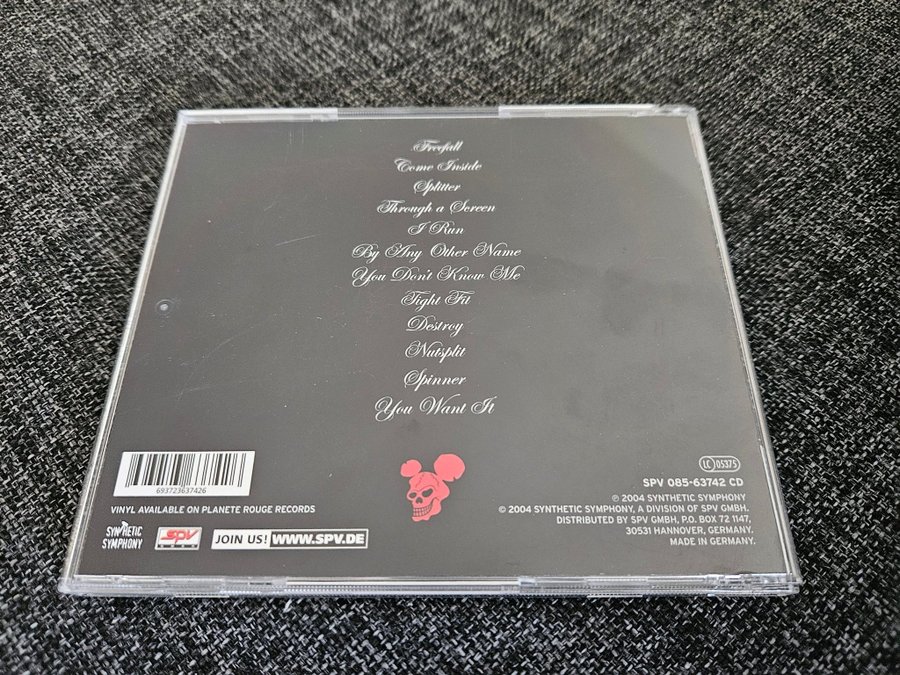 Freefall
Come Inside
Splitter
Through a Screen
I Run
By Any Other Name
You Don't Know Me
Tight Fit
Destroy
Nutsplit
Spinner
You Want It
693723637426
VINYL AVAILABLE ON PLANETE ROUGE RECORDS
SYNTHETIC
SYMPHONY
SPV
JOIN US! WWW.SPV.DE
LC 05375
SPV 085-63742 CD
℗ 2004 SYNTHETIC SYMPHONY
© 2004 SYNTHETIC SYMPHONY, A DIVISION OF SPV GMBH.
DISTRIBUTED BY SPV GMBH, P.O. BOX 72 1147,
30531 HANNOVER, GERMANY.
MADE IN GERMANY.